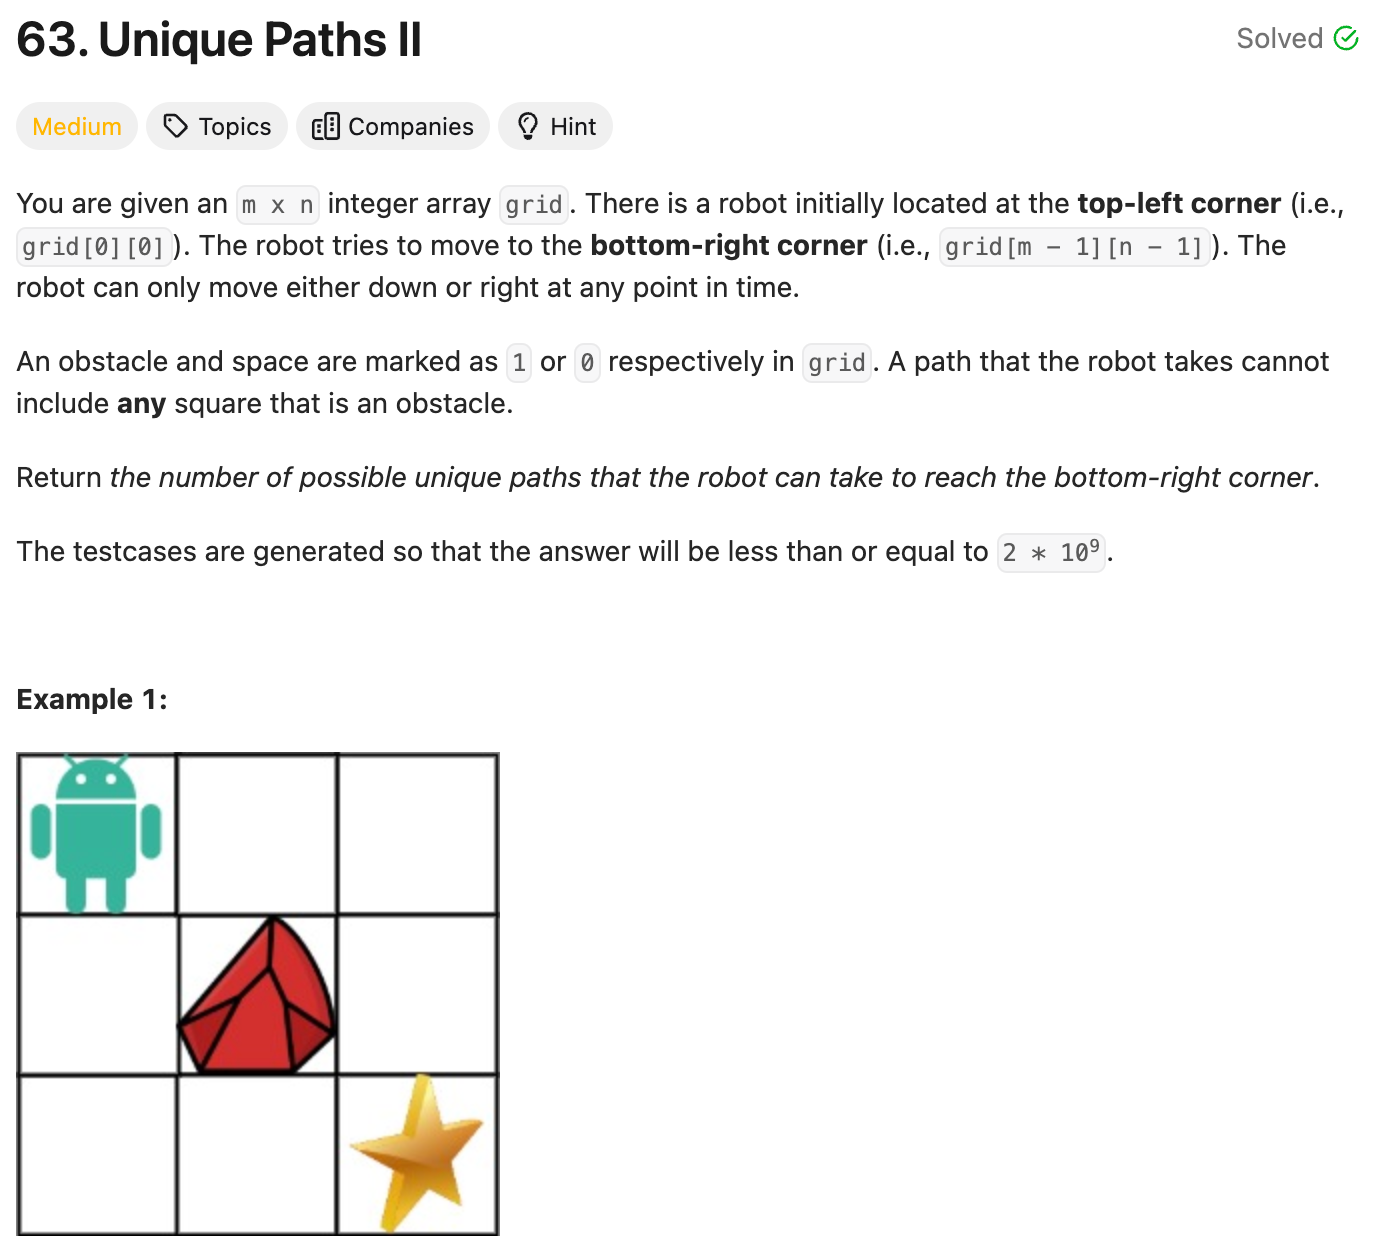 63. Unique Paths II
Solved
Medium
Topics
Companies
Hint
You are given an m x n integer array grid. There is a robot initially located at the top-left corner (i.e.,
grid[0][0]). The robot tries to move to the bottom-right corner (i.e., grid[m - 1][n - 1]). The
robot can only move either down or right at any point in time.
An obstacle and space are marked as 1 or 0 respectively in grid. A path that the robot takes cannot
include any square that is an obstacle.
Return the number of possible unique paths that the robot can take to reach the bottom-right corner.
The testcases are generated so that the answer will be less than or equal to 2 * 10⁹.
Example 1: